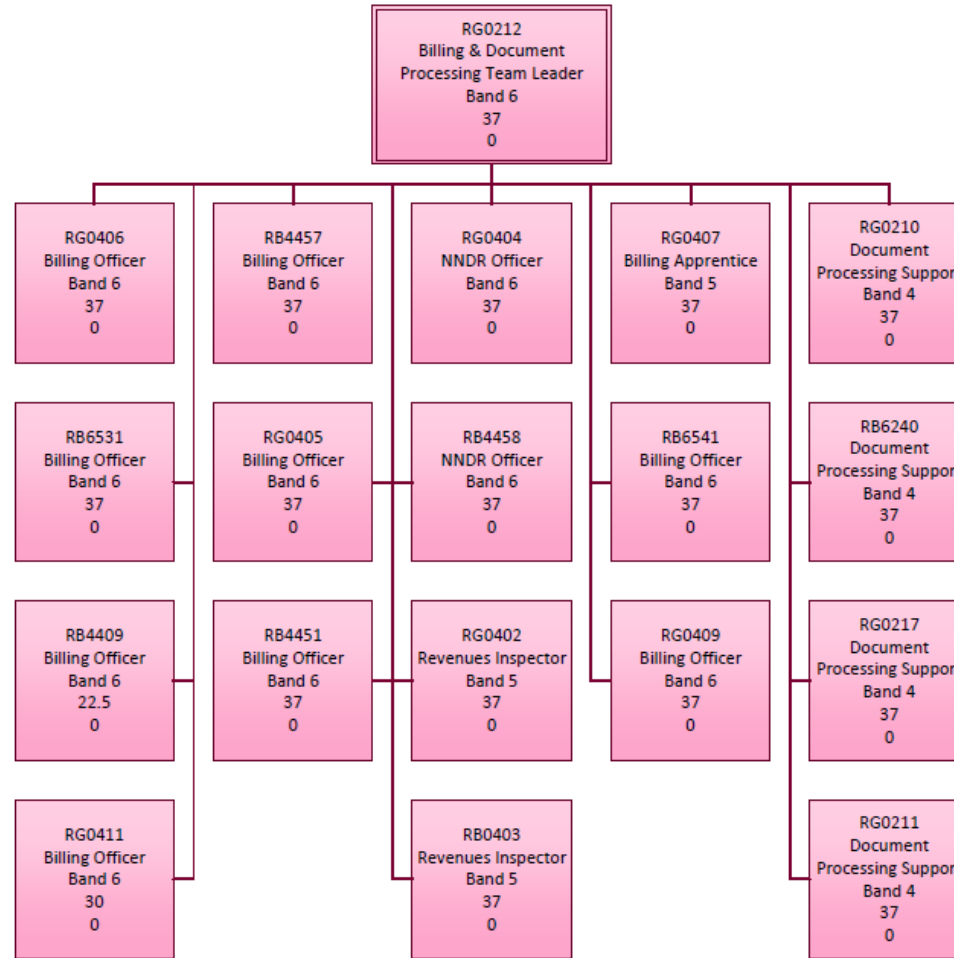 RG0212
Billing & Document
Processing Team Leader
Band 6
37
0
RG0406
Billing Officer
Band 6
37
0
RB4457
Billing Officer
Band 6
37
0
RG0404
NNDR Officer
Band 6
37
0
RG0407
Billing Apprentice
Band 5
37
0
RG0210
Document
Processing Suppor
Band 4
37
0
RB6531
Billing Officer
Band 6
37
0
RG0405
Billing Officer
Band 6
37
0
RB4458
NNDR Officer
Band 6
37
0
RB6541
Billing Officer
Band 6
37
0
RB6240
Document
Processing Suppor
Band 4
37
0
RB4409
Billing Officer
Band 6
22.5
0
RB4451
Billing Officer
Band 6
37
0
RG0402
Revenues Inspector
Band 5
37
0
RG0409
Billing Officer
Band 6
37
0
RG0217
Document
Processing Suppor
Band 4
37
0
RG0411
Billing Officer
Band 6
30
0
RB0403
Revenues Inspector
Band 5
37
0
RG0211
Document
Processing Suppor
Band 4
37
0